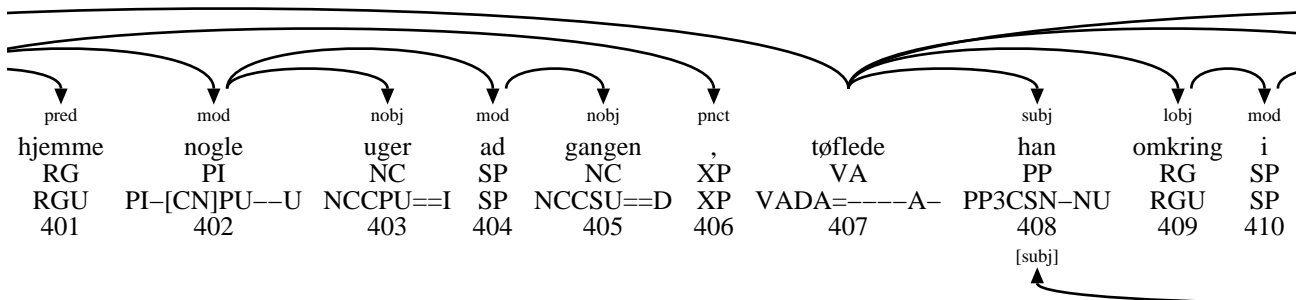 pred mod nobj mod nobj pnct subj lobj mod
hjemme nogle uger ad gangen , tøflede han omkring i
RG PI NC SP NC XP VA PP RG SP
RGU PI–[CN]PU––U NCCPU==I SP NCCSU==D XP VADA=––––A– PP3CSN–NU RGU SP
401 402 403 404 405 406 407 408 409 410
[subj]